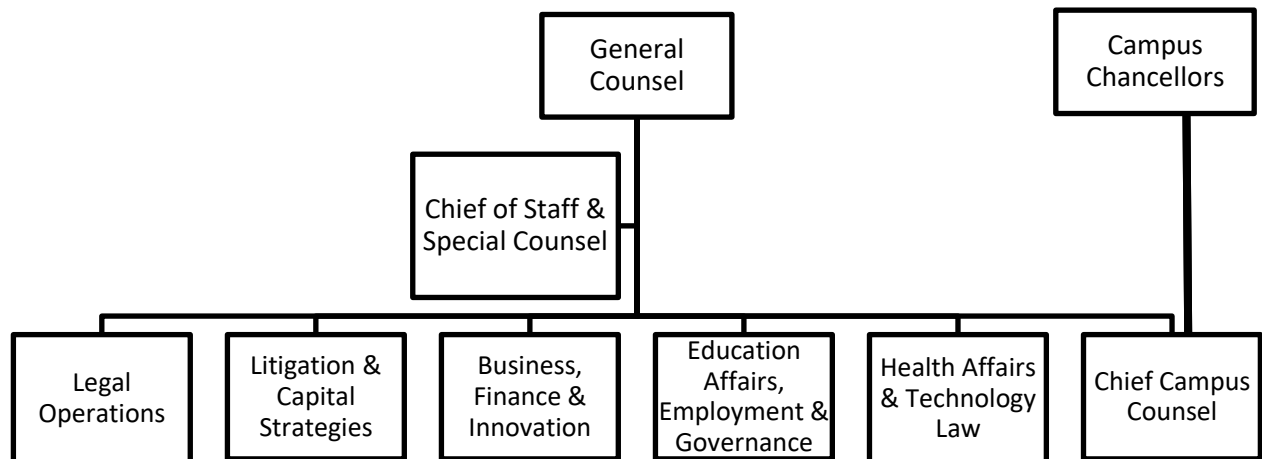 General
Counsel
Campus
Chancellors
Chief of Staff &
Special Counsel
Legal
Operations
Litigation &
Capital
Strategies
Business,
Finance &
Innovation
Education
Affairs,
Employment &
Governance
Health Affairs
& Technology
Law
Chief Campus
Counsel